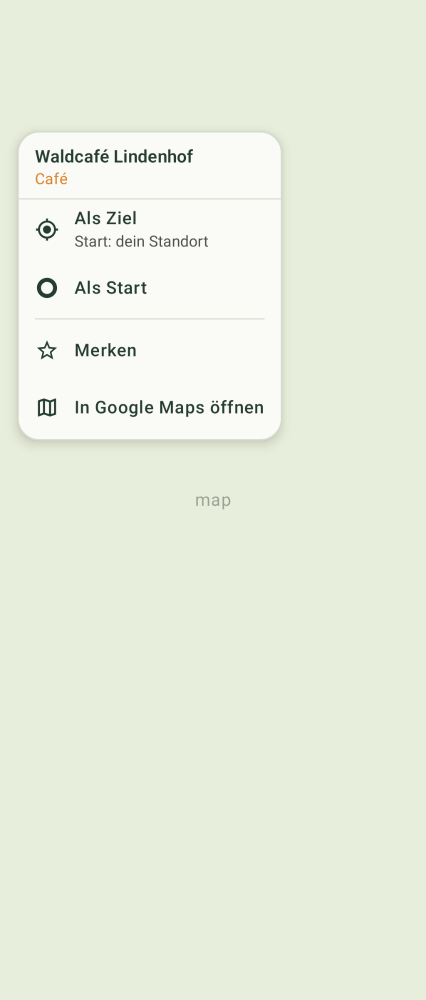 Waldcafé Lindenhof
Café
Als Ziel
Start: dein Standort
Als Start
Merken
In Google Maps öffnen
map